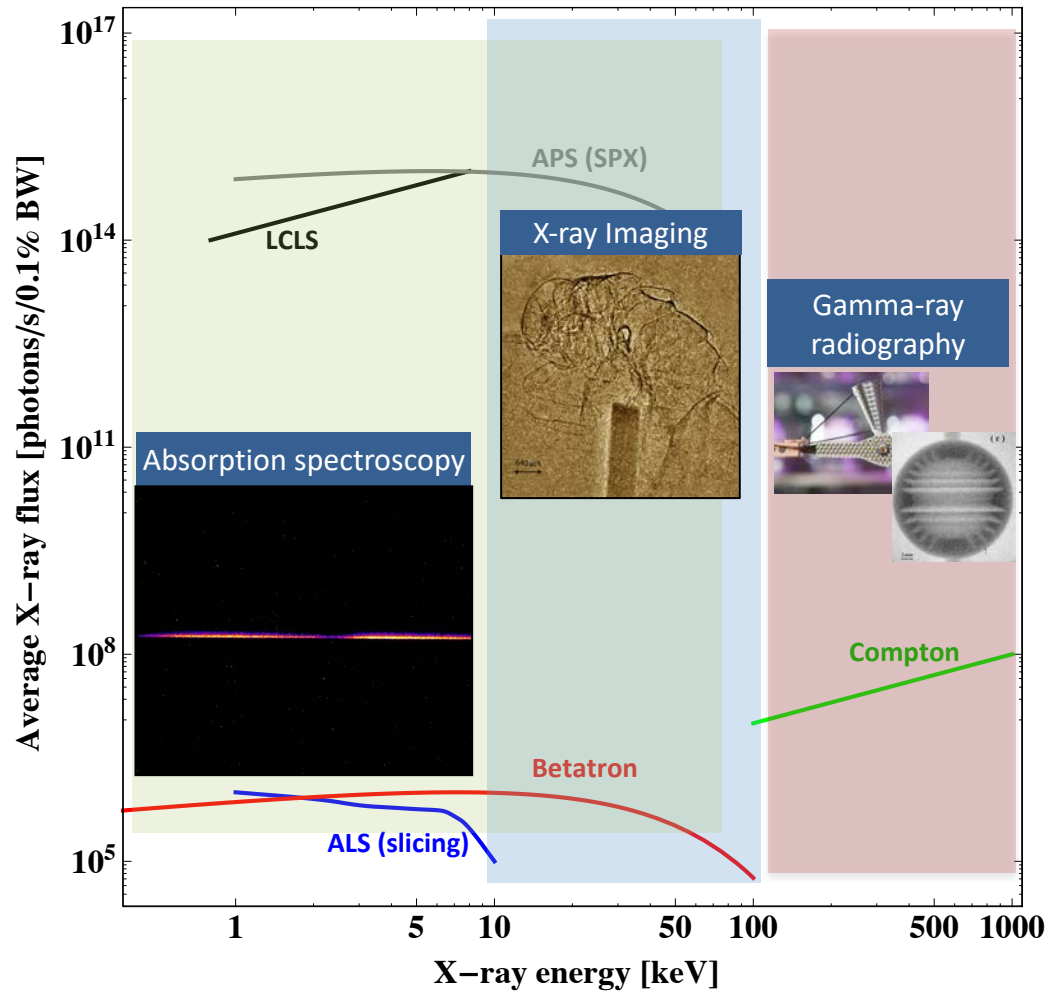 Average X−ray flux [photons/s/0.1% BW]
10^17
10^14
10^11
10^8
10^5
APS (SPX)
LCLS
X-ray Imaging
Gamma-ray
radiography
Absorption spectroscopy
(c)
Compton
Betatron
ALS (slicing)
1
5
10
50
100
500
1000
X−ray energy [keV]